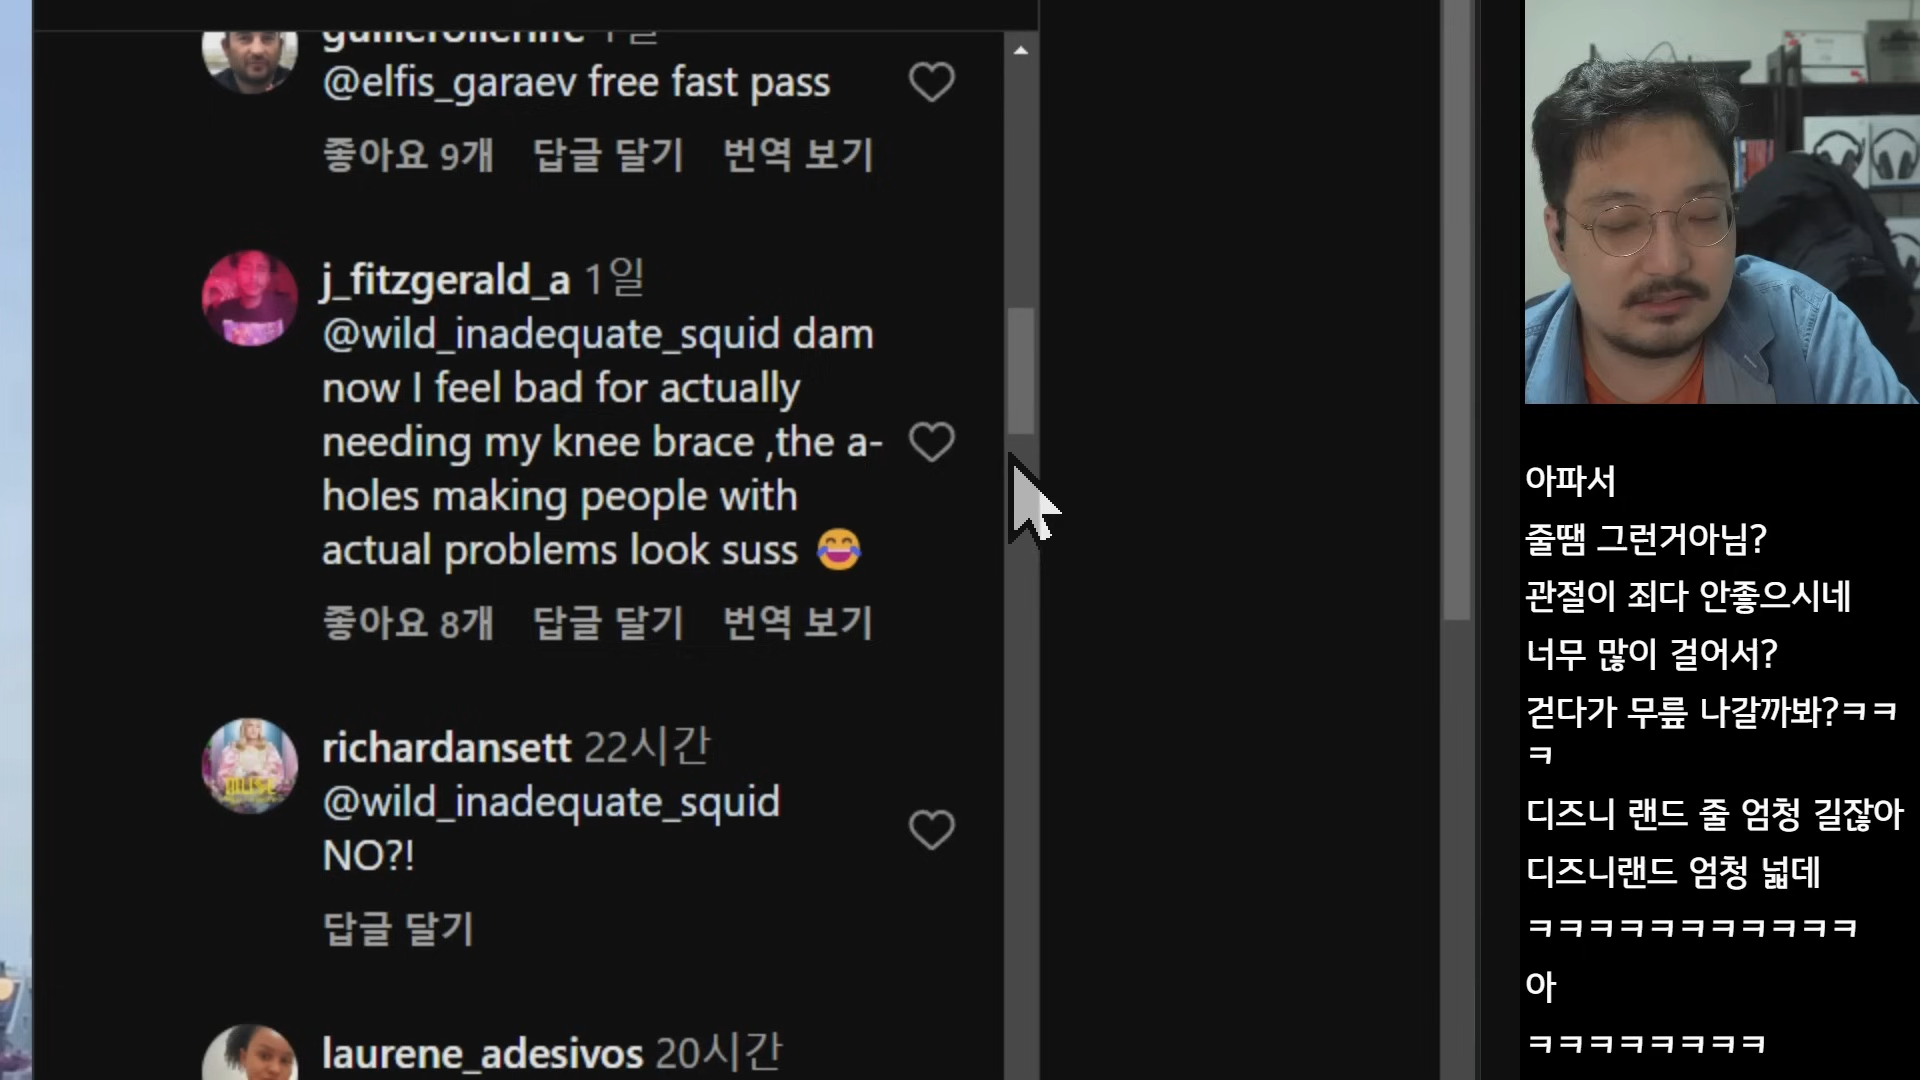 guillerollerlife 1일
@elfis_garaev free fast pass
좋아요 9개 답글 달기 번역 보기
j_fitzgerald_a 1일
@wild_inadequate_squid dam
now I feel bad for actually
needing my knee brace ,the a-
holes making people with
actual problems look suss 😂
좋아요 8개 답글 달기 번역 보기
richardansett 22시간
@wild_inadequate_squid
NO?!
답글 달기
laurene_adesivos 20시간
아파서
줄땜 그런거아님?
관절이 죄다 안좋으시네
너무 많이 걸어서?
걷다가 무릎 나갈까봐?ㅋㅋ
ㅋ
디즈니 랜드 줄 엄청 길잖아
디즈니랜드 엄청 넓데
ㅋㅋㅋㅋㅋㅋㅋㅋㅋㅋㅋ
아
ㅋㅋㅋㅋㅋㅋㅋㅋ